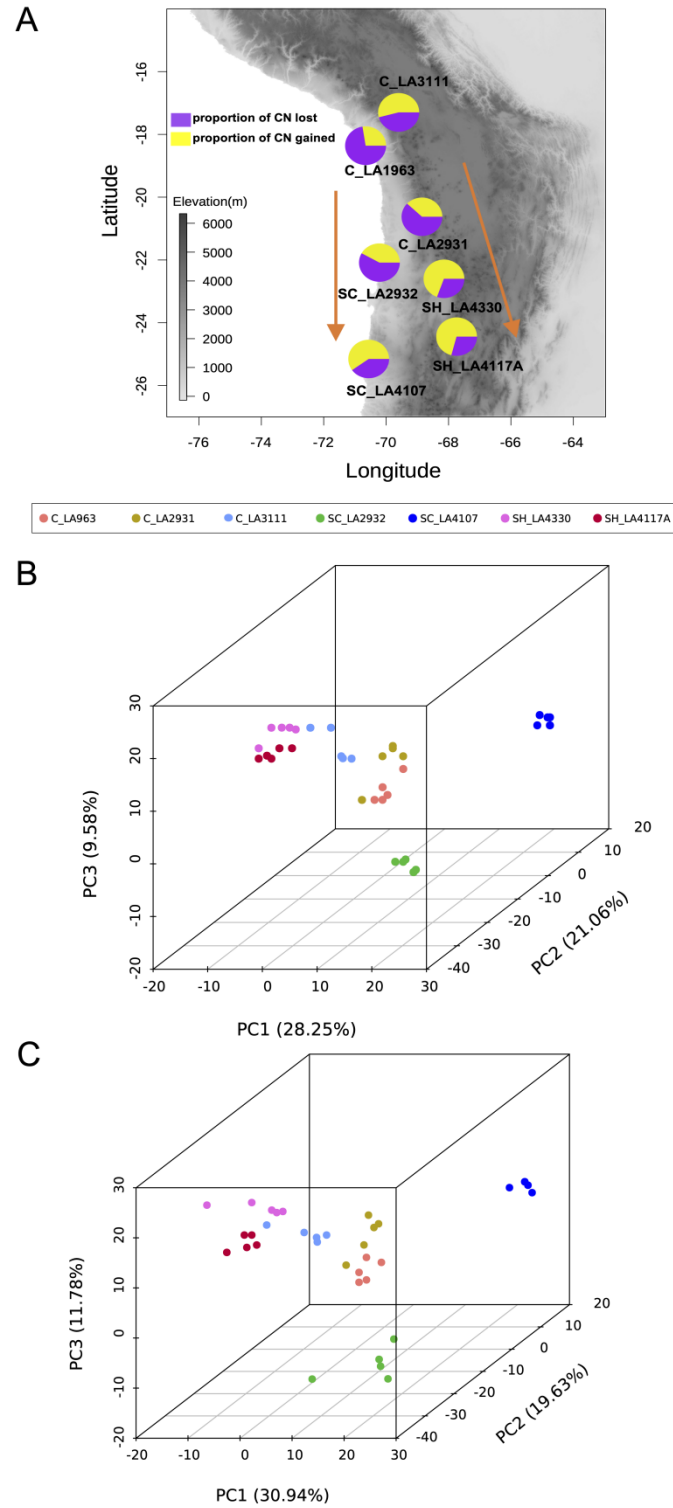 A
C_LA3111
proportion of CN lost
proportion of CN gained
C_LA1963
C_LA2931
SC_LA2932
SH_LA4330
SH_LA4117A
SC_LA4107
Elevation(m)
6000
5000
4000
3000
2000
1000
0
Latitude
-16
-18
-20
-22
-24
-26
-76 -74 -72 -70 -68 -66 -64
Longitude
C_LA963 C_LA2931 C_LA3111 SC_LA2932 SC_LA4107 SH_LA4330 SH_LA4117A
B
PC3 (9.58%)
30
20
10
0
-10
-20
-20 -10 0 10 20 30
PC1 (28.25%)
20
10
0
-10
-20
-30
-40
PC2 (21.06%)
C
PC3 (11.78%)
30
20
10
0
-10
-20
-20 -10 0 10 20 30
PC1 (30.94%)
20
10
0
-10
-20
-30
-40
PC2 (19.63%)